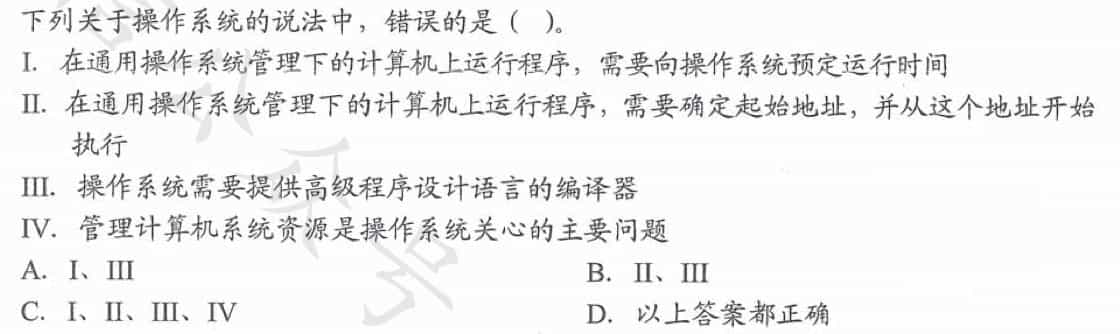 下列关于操作系统的说法中，错误的是（ ）。
I. 在通用操作系统管理下的计算机上运行程序，需要向操作系统预定运行时间
II. 在通用操作系统管理下的计算机上运行程序，需要确定起始地址，并从这个地址开始
执行
III. 操作系统需要提供高级程序设计语言的编译器
IV. 管理计算机系统资源是操作系统关心的主要问题
A. I、III B. II、III
C. I、II、III、IV D. 以上答案都正确
众号